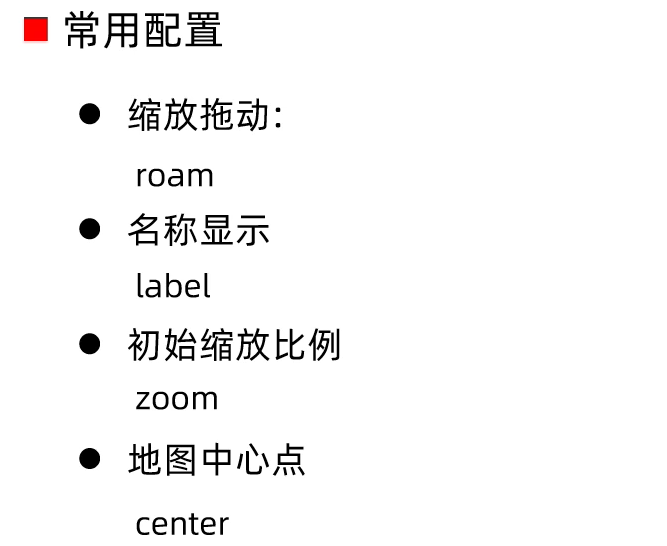 常用配置
缩放拖动:
roam
名称显示
label
初始缩放比例
zoom
地图中心点
center